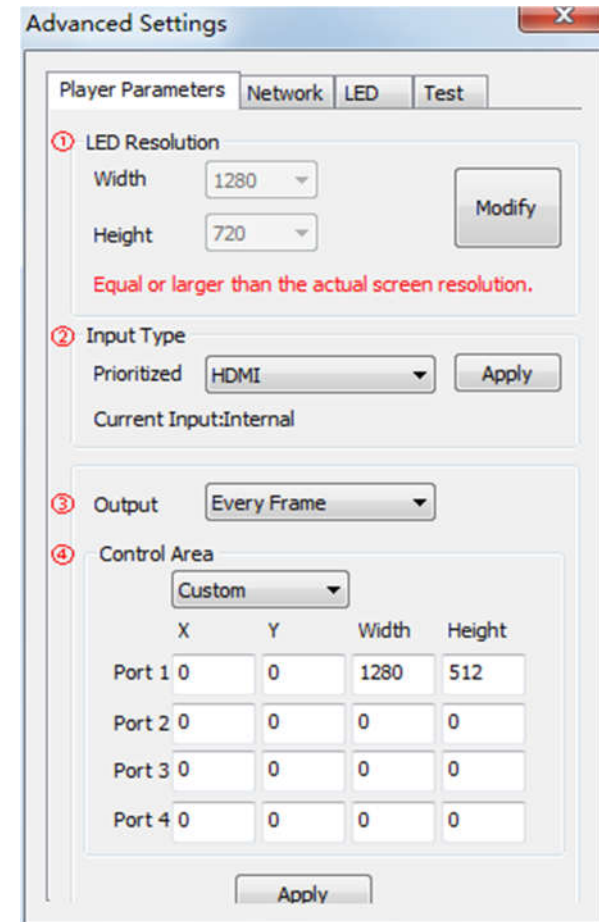 Advanced Settings
Player Parameters Network LED Test
① LED Resolution
Width 1280
Modify
Height 720
Equal or larger than the actual screen resolution.
② Input Type
Prioritized HDMI Apply
Current Input:Internal
③ Output Every Frame
④ Control Area
Custom
X Y Width Height
Port 1 0 0 1280 512
Port 2 0 0 0 0
Port 3 0 0 0 0
Port 4 0 0 0 0
Apply